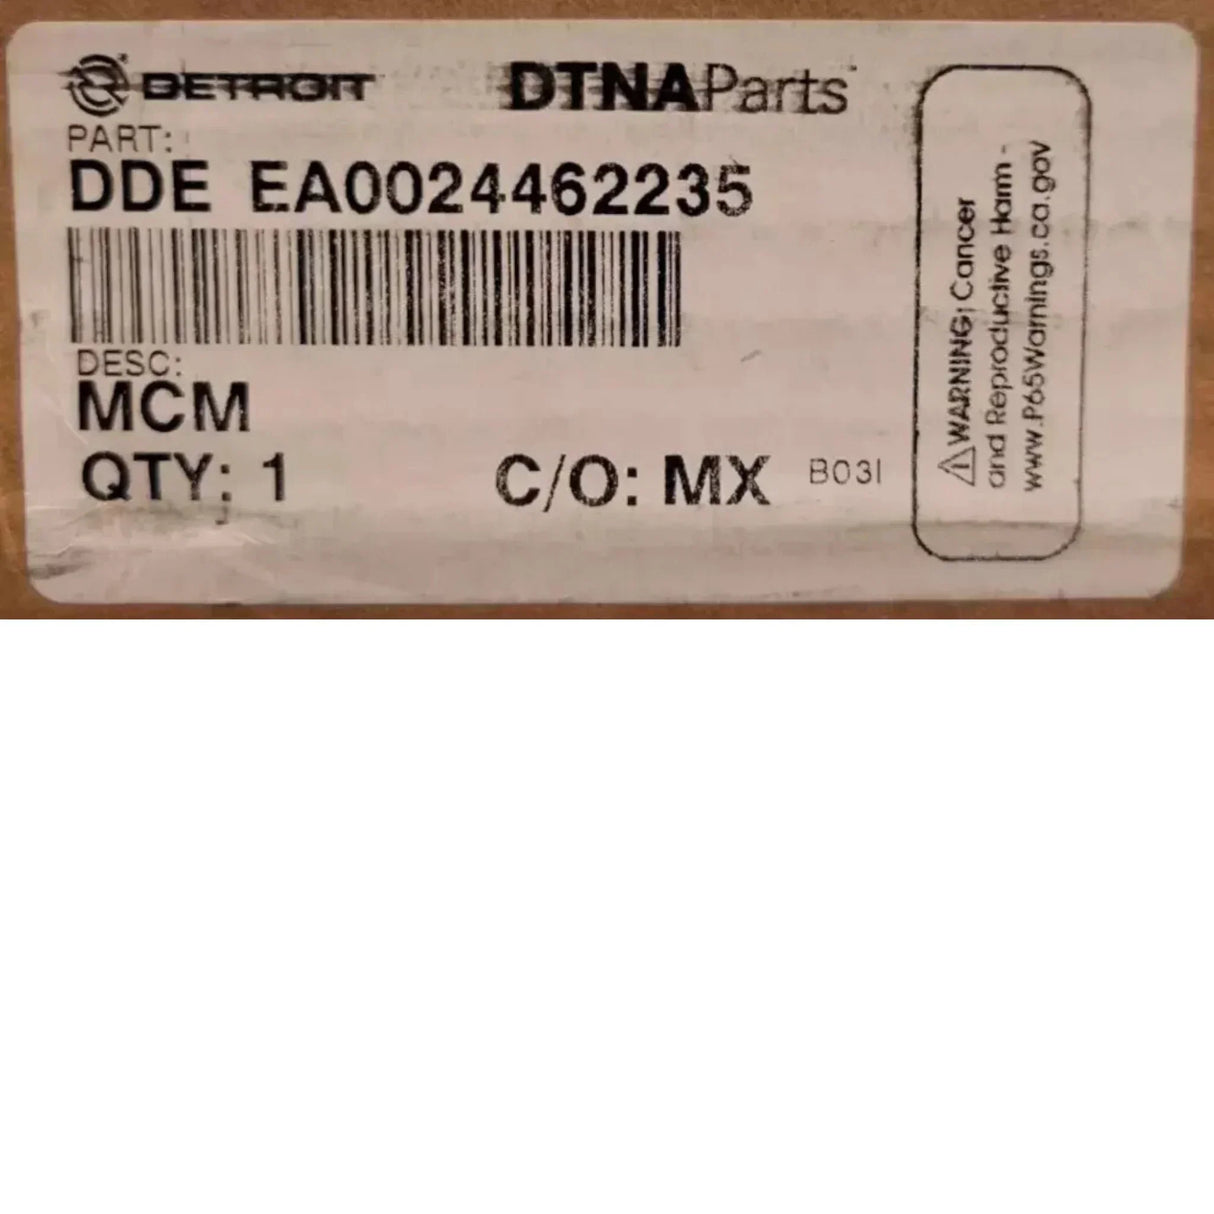 DETROIT DTNAParts
PART:
DDE EA0024462235
DESC:
MCM
QTY: 1 C/O: MX B03I
⚠WARNING: Cancer
and Reproductive Harm -
www.P65Warnings.ca.gov